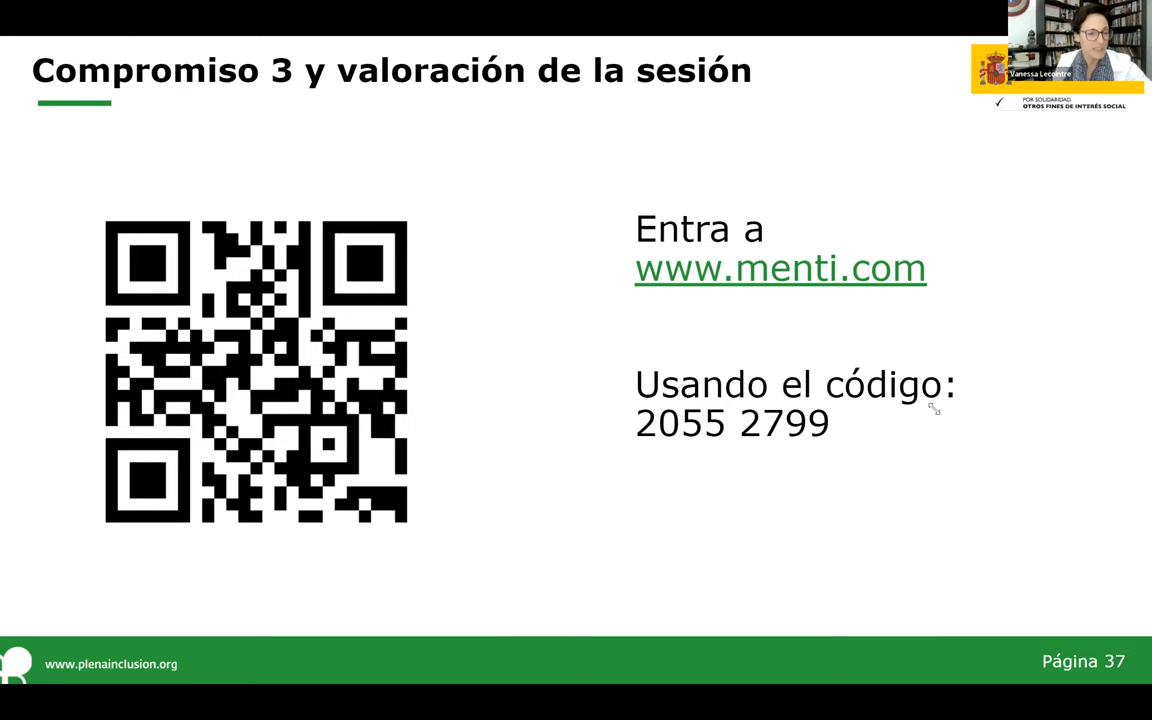 Compromiso 3 y valoración de la sesión
Vanessa Lecointre
POR SOLIDARIDAD
OTROS FINES DE INTERÉS SOCIAL
Entra a
www.menti.com
Usando el código:
2055 2799
www.plenainclusion.org
Página 37